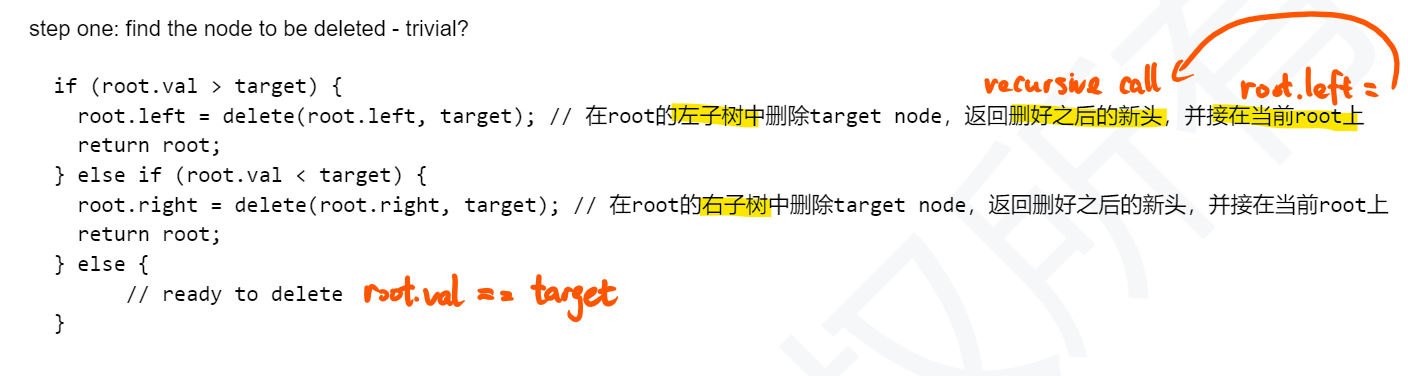 step one: find the node to be deleted - trivial?
if (root.val > target) {
recursive call root.left =
root.left = delete(root.left, target); // 在root的左子树中删除target node，返回删好之后的新头，并接在当前root上
return root;
} else if (root.val < target) {
root.right = delete(root.right, target); // 在root的右子树中删除target node，返回删好之后的新头，并接在当前root上
return root;
} else {
// ready to delete root.val == target
}
权所有